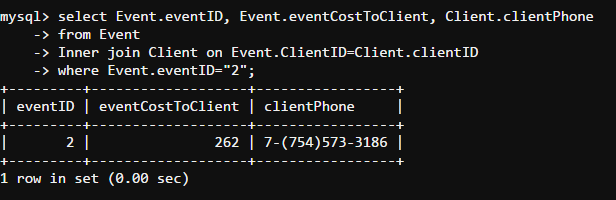 mysql> select Event.eventID, Event.eventCostToClient, Client.clientPhone
    -> from Event
    -> Inner join Client on Event.ClientID=Client.clientID
    -> where Event.eventID="2";
+---------+-------------------+-----------------+
| eventID | eventCostToClient | clientPhone     |
+---------+-------------------+-----------------+
|       2 |               262 | 7-(754)573-3186 |
+---------+-------------------+-----------------+
1 row in set (0.00 sec)